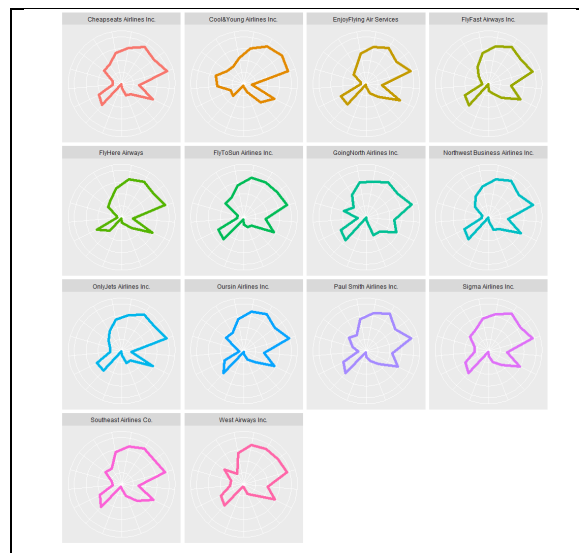 Cheapseats Airlines Inc.
Cool&Young Airlines Inc.
EnjoyFlying Air Services
FlyFast Airways Inc.
FlyHere Airways
FlyToSun Airlines Inc.
GoingNorth Airlines Inc.
Northwest Business Airlines Inc.
OnlyJets Airlines Inc.
Oursin Airlines Inc.
Paul Smith Airlines Inc.
Sigma Airlines Inc.
Southeast Airlines Co
West Airways Inc.